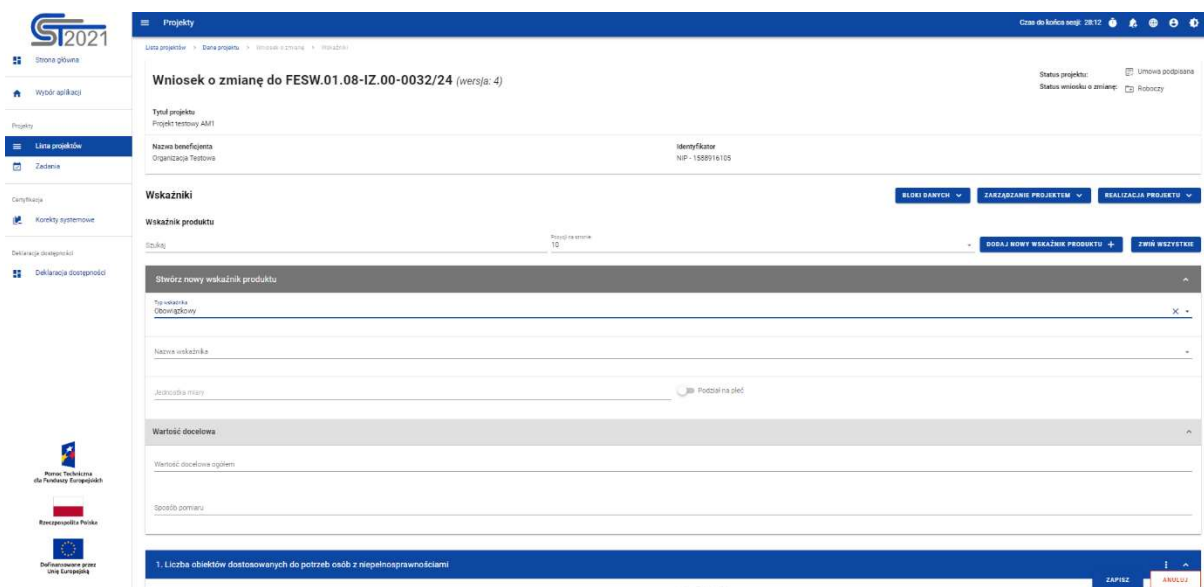 CST2021
Projekty
Czas do końca sesji: 28:12
Lista projektów > Dane projektu > Wniosek o zmianę > Wskaźniki
Strona główna
Wybór aplikacji
Projekty
Lista projektów
Zadania
Certyfikacja
Korekty systemowe
Deklaracja dostępności
Deklaracja dostępności
Pomoc Techniczna
dla Funduszy Europejskich
Rzeczpospolita Polska
Dofinansowane przez
Unię Europejską
Wniosek o zmianę do FESW.01.08-IZ.00-0032/24 (wersja: 4)
Status projektu: Umowa podpisana
Status wniosku o zmianę: Roboczy
Tytuł projektu
Projekt testowy AM1
Nazwa beneficjenta
Organizacja Testowa
Identyfikator
NIP - 1588916105
Wskaźniki
BLOKI DANYCH
ZARZĄDZANIE PROJEKTEM
REALIZACJA PROJEKTU
Wskaźnik produktu
Szukaj
Pozycji na stronie
10
DODAJ NOWY WSKAŹNIK PRODUKTU +
ZWIŃ WSZYSTKIE
Stwórz nowy wskaźnik produktu
Typ wskaźnika
Obowiązkowy
Nazwa wskaźnika
Jednostka miary
Podział na płeć
Wartość docelowa
Wartość docelowa ogółem
Sposób pomiaru
1. Liczba obiektów dostosowanych do potrzeb osób z niepełnosprawnościami
ZAPISZ
ANULUJ